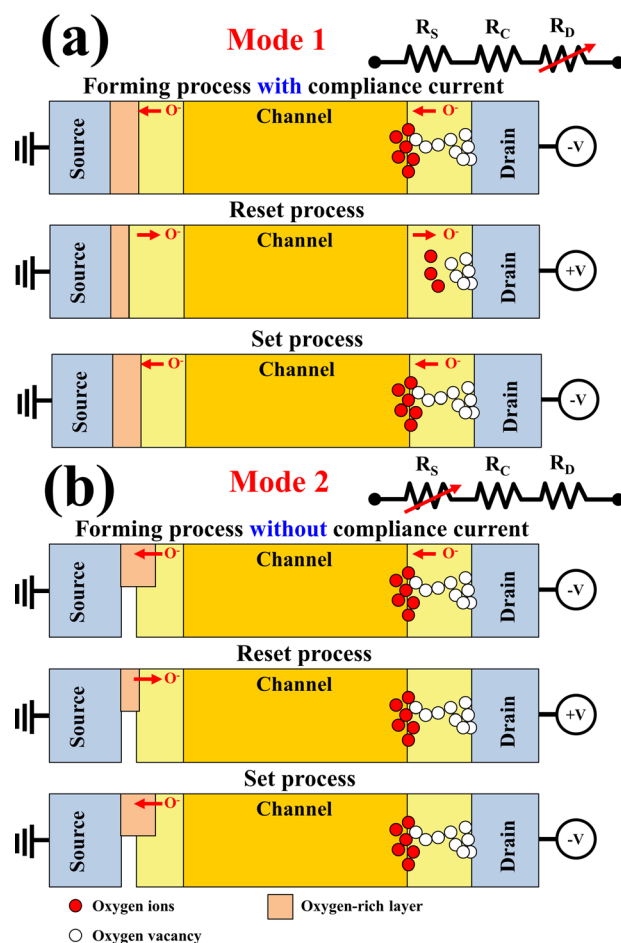 (a)
Mode 1
R_S R_C R_D
Forming process with compliance current
Source
O⁻
Channel
O⁻
Drain
-V
Reset process
Source
O⁻
Channel
O⁻
Drain
+V
Set process
Source
O⁻
Channel
O⁻
Drain
-V
(b)
Mode 2
R_S R_C R_D
Forming process without compliance current
Source
O⁻
Channel
O⁻
Drain
-V
Reset process
Source
O⁻
Channel
Drain
+V
Set process
Source
O⁻
Channel
Drain
-V
Oxygen ions
Oxygen-rich layer
Oxygen vacancy